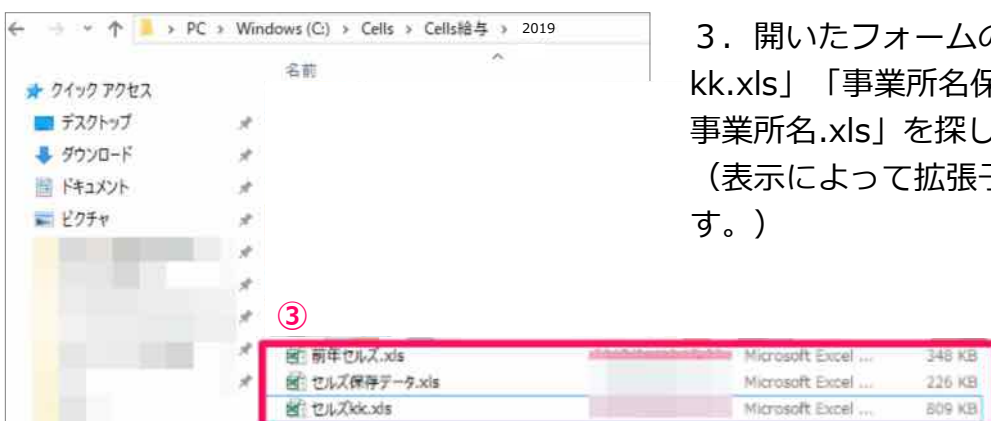 PC > Windows (C:) > Cells > Cells給与 > 2019
名前
クイック アクセス
デスクトップ
ダウンロード
ドキュメント
ピクチャ
3．開いたフォームの
kk.xls」「事業所名保
事業所名.xls」を探し
（表示によって拡張子
す。）
③
前年セルズ.xls Microsoft Excel ... 348 KB
セルズ保存データ.xls Microsoft Excel ... 226 KB
セルズkk.xls Microsoft Excel ... 809 KB